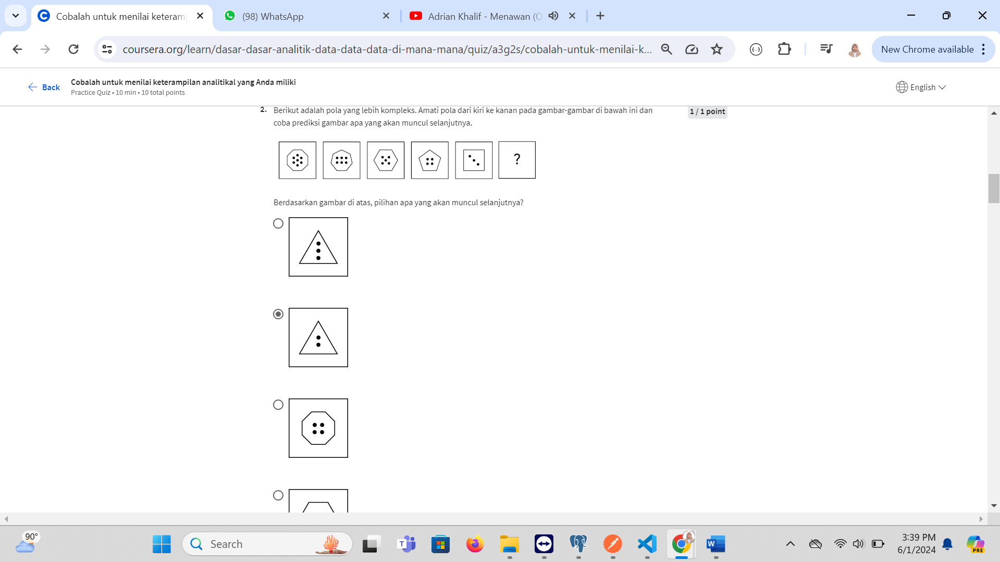 Cobalah untuk menilai keteram
(98) WhatsApp
Adrian Khalif - Menawan (O
coursera.org/learn/dasar-dasar-analitik-data-data-data-di-mana-mana/quiz/a3g2s/cobalah-untuk-menilai-k...
New Chrome available
Back
Cobalah untuk menilai keterampilan analitikal yang Anda miliki
Practice Quiz • 10 min • 10 total points
English
2. Berikut adalah pola yang lebih kompleks. Amati pola dari kiri ke kanan pada gambar-gambar di bawah ini dan
coba prediksi gambar apa yang akan muncul selanjutnya.
1 / 1 point
?
Berdasarkan gambar di atas, pilihan apa yang akan muncul selanjutnya?
90°
Search
T
W
PRE
3:39 PM
6/1/2024